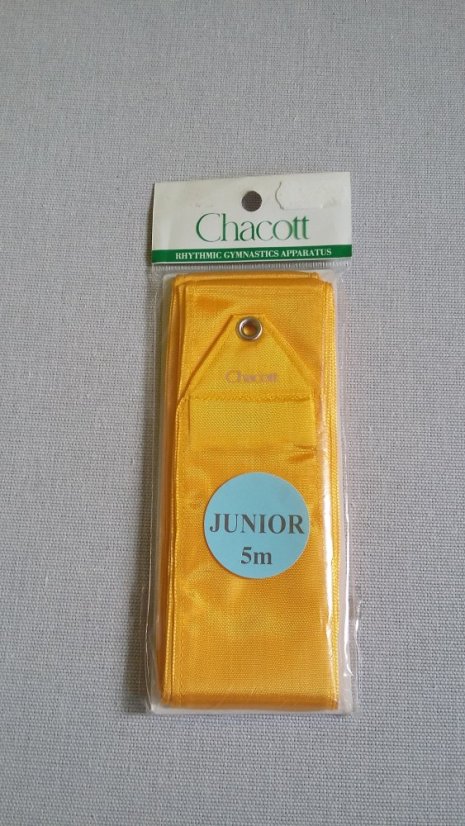 Chacott
RHYTHMIC GYMNASTICS APPARATUS
Chacott
JUNIOR
5m